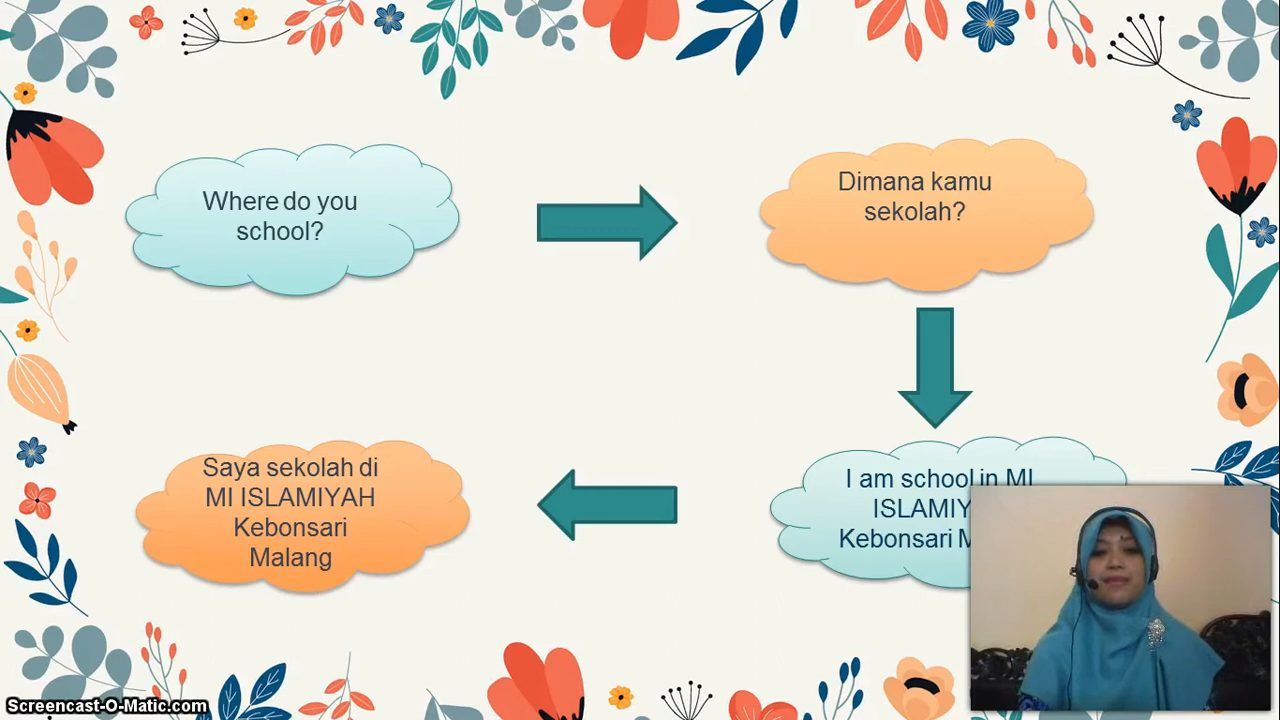 Where do you
school?
Dimana kamu
sekolah?
I am school in MI
Kebonsari
Saya sekolah di
MI ISLAMIYAH
Kebonsari
Malang
Screencast-O-Matic.com